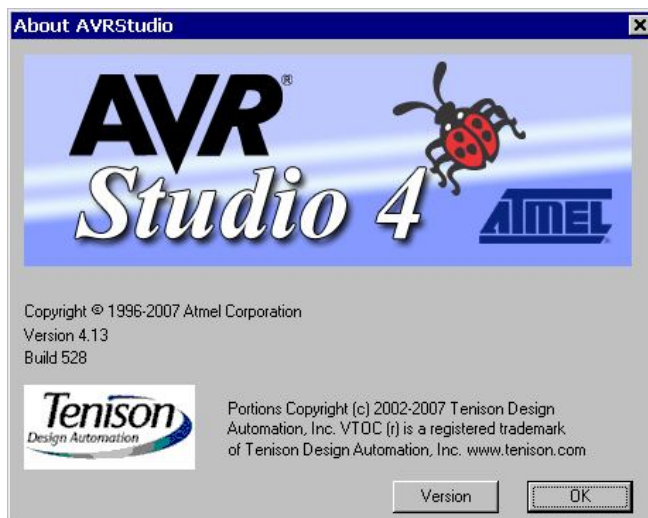 About AVRStudio
AVR®
Studio 4
ATMEL
Copyright © 1996-2007 Atmel Corporation
Version 4.13
Build 528
Tenison
Design Automation
Portions Copyright (c) 2002-2007 Tenison Design
Automation, Inc. VTOC (r) is a registered trademark
of Tenison Design Automation, Inc. www.tenison.com
Version
OK